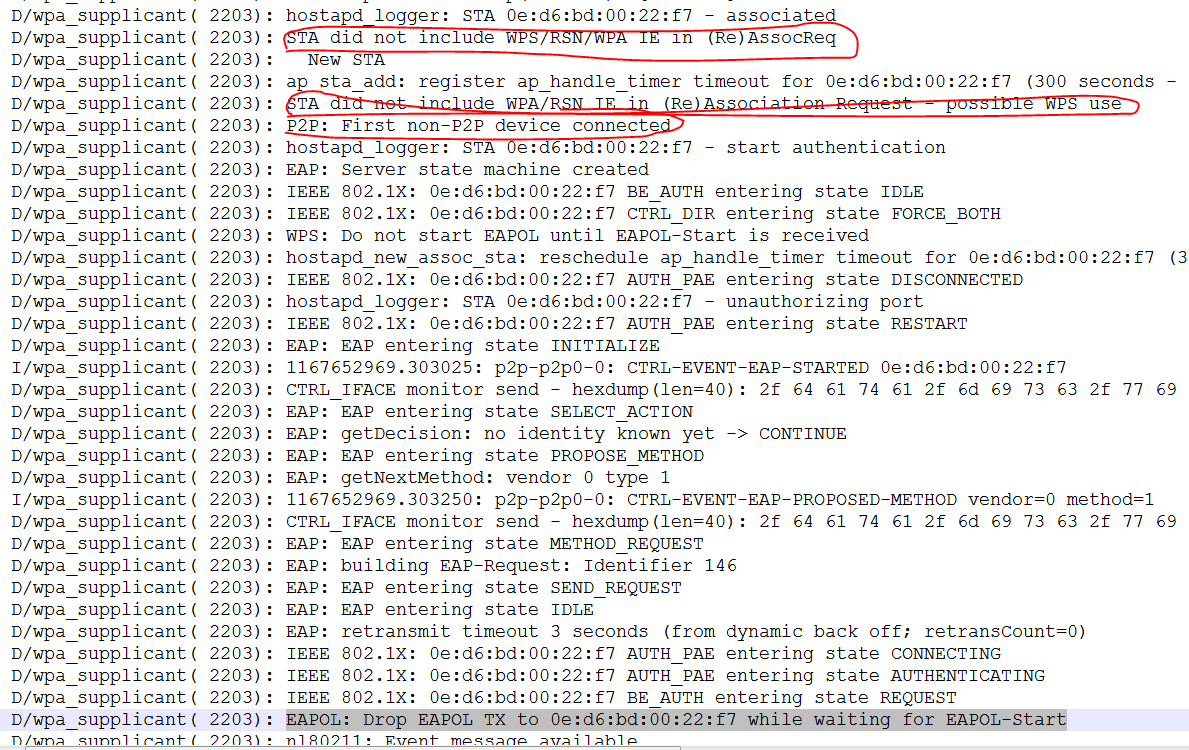 D/wpa_supplicant( 2203): hostapd_logger: STA 0e:d6:bd:00:22:f7 - associated
D/wpa_supplicant( 2203): STA did not include WPS/RSN/WPA IE in (Re)AssocReq
D/wpa_supplicant( 2203):   New STA
D/wpa_supplicant( 2203): ap_sta_add: register ap_handle_timer timeout for 0e:d6:bd:00:22:f7 (300 seconds -
D/wpa_supplicant( 2203): STA did not include WPA/RSN IE in (Re)Association Request - possible WPS use
D/wpa_supplicant( 2203): P2P: First non-P2P device connected
D/wpa_supplicant( 2203): hostapd_logger: STA 0e:d6:bd:00:22:f7 - start authentication
D/wpa_supplicant( 2203): EAP: Server state machine created
D/wpa_supplicant( 2203): IEEE 802.1X: 0e:d6:bd:00:22:f7 BE_AUTH entering state IDLE
D/wpa_supplicant( 2203): IEEE 802.1X: 0e:d6:bd:00:22:f7 CTRL_DIR entering state FORCE_BOTH
D/wpa_supplicant( 2203): WPS: Do not start EAPOL until EAPOL-Start is received
D/wpa_supplicant( 2203): hostapd_new_assoc_sta: reschedule ap_handle_timer timeout for 0e:d6:bd:00:22:f7 (3
D/wpa_supplicant( 2203): IEEE 802.1X: 0e:d6:bd:00:22:f7 AUTH_PAE entering state DISCONNECTED
D/wpa_supplicant( 2203): hostapd_logger: STA 0e:d6:bd:00:22:f7 - unauthorizing port
D/wpa_supplicant( 2203): IEEE 802.1X: 0e:d6:bd:00:22:f7 AUTH_PAE entering state RESTART
D/wpa_supplicant( 2203): EAP: EAP entering state INITIALIZE
I/wpa_supplicant( 2203): 1167652969.303025: p2p-p2p0-0: CTRL-EVENT-EAP-STARTED 0e:d6:bd:00:22:f7
D/wpa_supplicant( 2203): CTRL_IFACE monitor send - hexdump(len=40): 2f 64 61 74 61 2f 6d 69 73 63 2f 77 69
D/wpa_supplicant( 2203): EAP: EAP entering state SELECT_ACTION
D/wpa_supplicant( 2203): EAP: getDecision: no identity known yet -> CONTINUE
D/wpa_supplicant( 2203): EAP: EAP entering state PROPOSE_METHOD
D/wpa_supplicant( 2203): EAP: getNextMethod: vendor 0 type 1
I/wpa_supplicant( 2203): 1167652969.303250: p2p-p2p0-0: CTRL-EVENT-EAP-PROPOSED-METHOD vendor=0 method=1
D/wpa_supplicant( 2203): CTRL_IFACE monitor send - hexdump(len=40): 2f 64 61 74 61 2f 6d 69 73 63 2f 77 69
D/wpa_supplicant( 2203): EAP: EAP entering state METHOD_REQUEST
D/wpa_supplicant( 2203): EAP: building EAP-Request: Identifier 146
D/wpa_supplicant( 2203): EAP: EAP entering state SEND_REQUEST
D/wpa_supplicant( 2203): EAP: EAP entering state IDLE
D/wpa_supplicant( 2203): EAP: retransmit timeout 3 seconds (from dynamic back off; retransCount=0)
D/wpa_supplicant( 2203): IEEE 802.1X: 0e:d6:bd:00:22:f7 AUTH_PAE entering state CONNECTING
D/wpa_supplicant( 2203): IEEE 802.1X: 0e:d6:bd:00:22:f7 AUTH_PAE entering state AUTHENTICATING
D/wpa_supplicant( 2203): IEEE 802.1X: 0e:d6:bd:00:22:f7 BE_AUTH entering state REQUEST
D/wpa_supplicant( 2203): EAPOL: Drop EAPOL TX to 0e:d6:bd:00:22:f7 while waiting for EAPOL-Start
D/wpa_supplicant( 2203): nl80211: Event message available